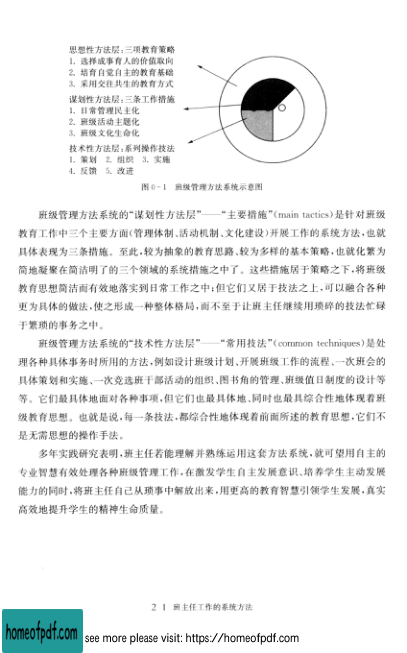 思想性方法层：三项教育策略
1. 选择成事育人的价值取向
2. 培育自觉自主的教育基础
3. 采用交往共生的教育方式
谋划性方法层：三条工作措施
1. 日常管理民主化
2. 班级活动主题化
3. 班级文化生命化
技术性方法层：系列操作技法
1. 策划 2. 组织 3. 实施
4. 反馈 5. 改进
图 0-1 班级管理方法系统示意图
班级管理方法系统的“谋划性方法层”——“主要措施”(main tactics)是针对班级
教育工作中三个主要方面(管理体制、活动机制、文化建设)开展工作的系统方法,也就
具体表现为三条措施。至此,较为抽象的教育思路、较为多样的基本策略,也就化繁为
简地凝聚在简洁明了的三个领域的系统措施之中了。这些措施居于策略之下,将班级
教育思想简洁而有效地落实到日常工作之中;但它们又居于技法之上,可以融合各种
更为具体的做法,使之形成一种整体格局,而不至于让班主任继续用琐碎的技法忙碌
于繁琐的事务之中。
班级管理方法系统的“技术性方法层”——“常用技法”(common techniques)是处
理各种具体事务时所用的方法,例如设计班级计划、开展班级工作的流程、一次班会的
具体策划和实施、一次竞选班干部活动的组织、图书角的管理、班级值日制度的设计等
等。它们最具体地面对各种事项,但它们也最具体地、同时也最具综合性地体现着班
级教育思想。也就是说,每一条技法,都综合性地体现着前面所述的教育思想,它们不
是无需思想的操作手法。
多年实践研究表明,班主任若能理解并熟练运用这套方法系统,就可望用自主的
专业智慧有效处理各种班级管理工作,在激发学生自主发展意识、培养学生主动发展
能力的同时,将班主任自己从琐事中解放出来,用更高的教育智慧引领学生发展,真实
高效地提升学生的精神生命质量。
2 1 班主任工作的系统方法
homeofpdf.com
see more please visit: https://homeofpdf.com